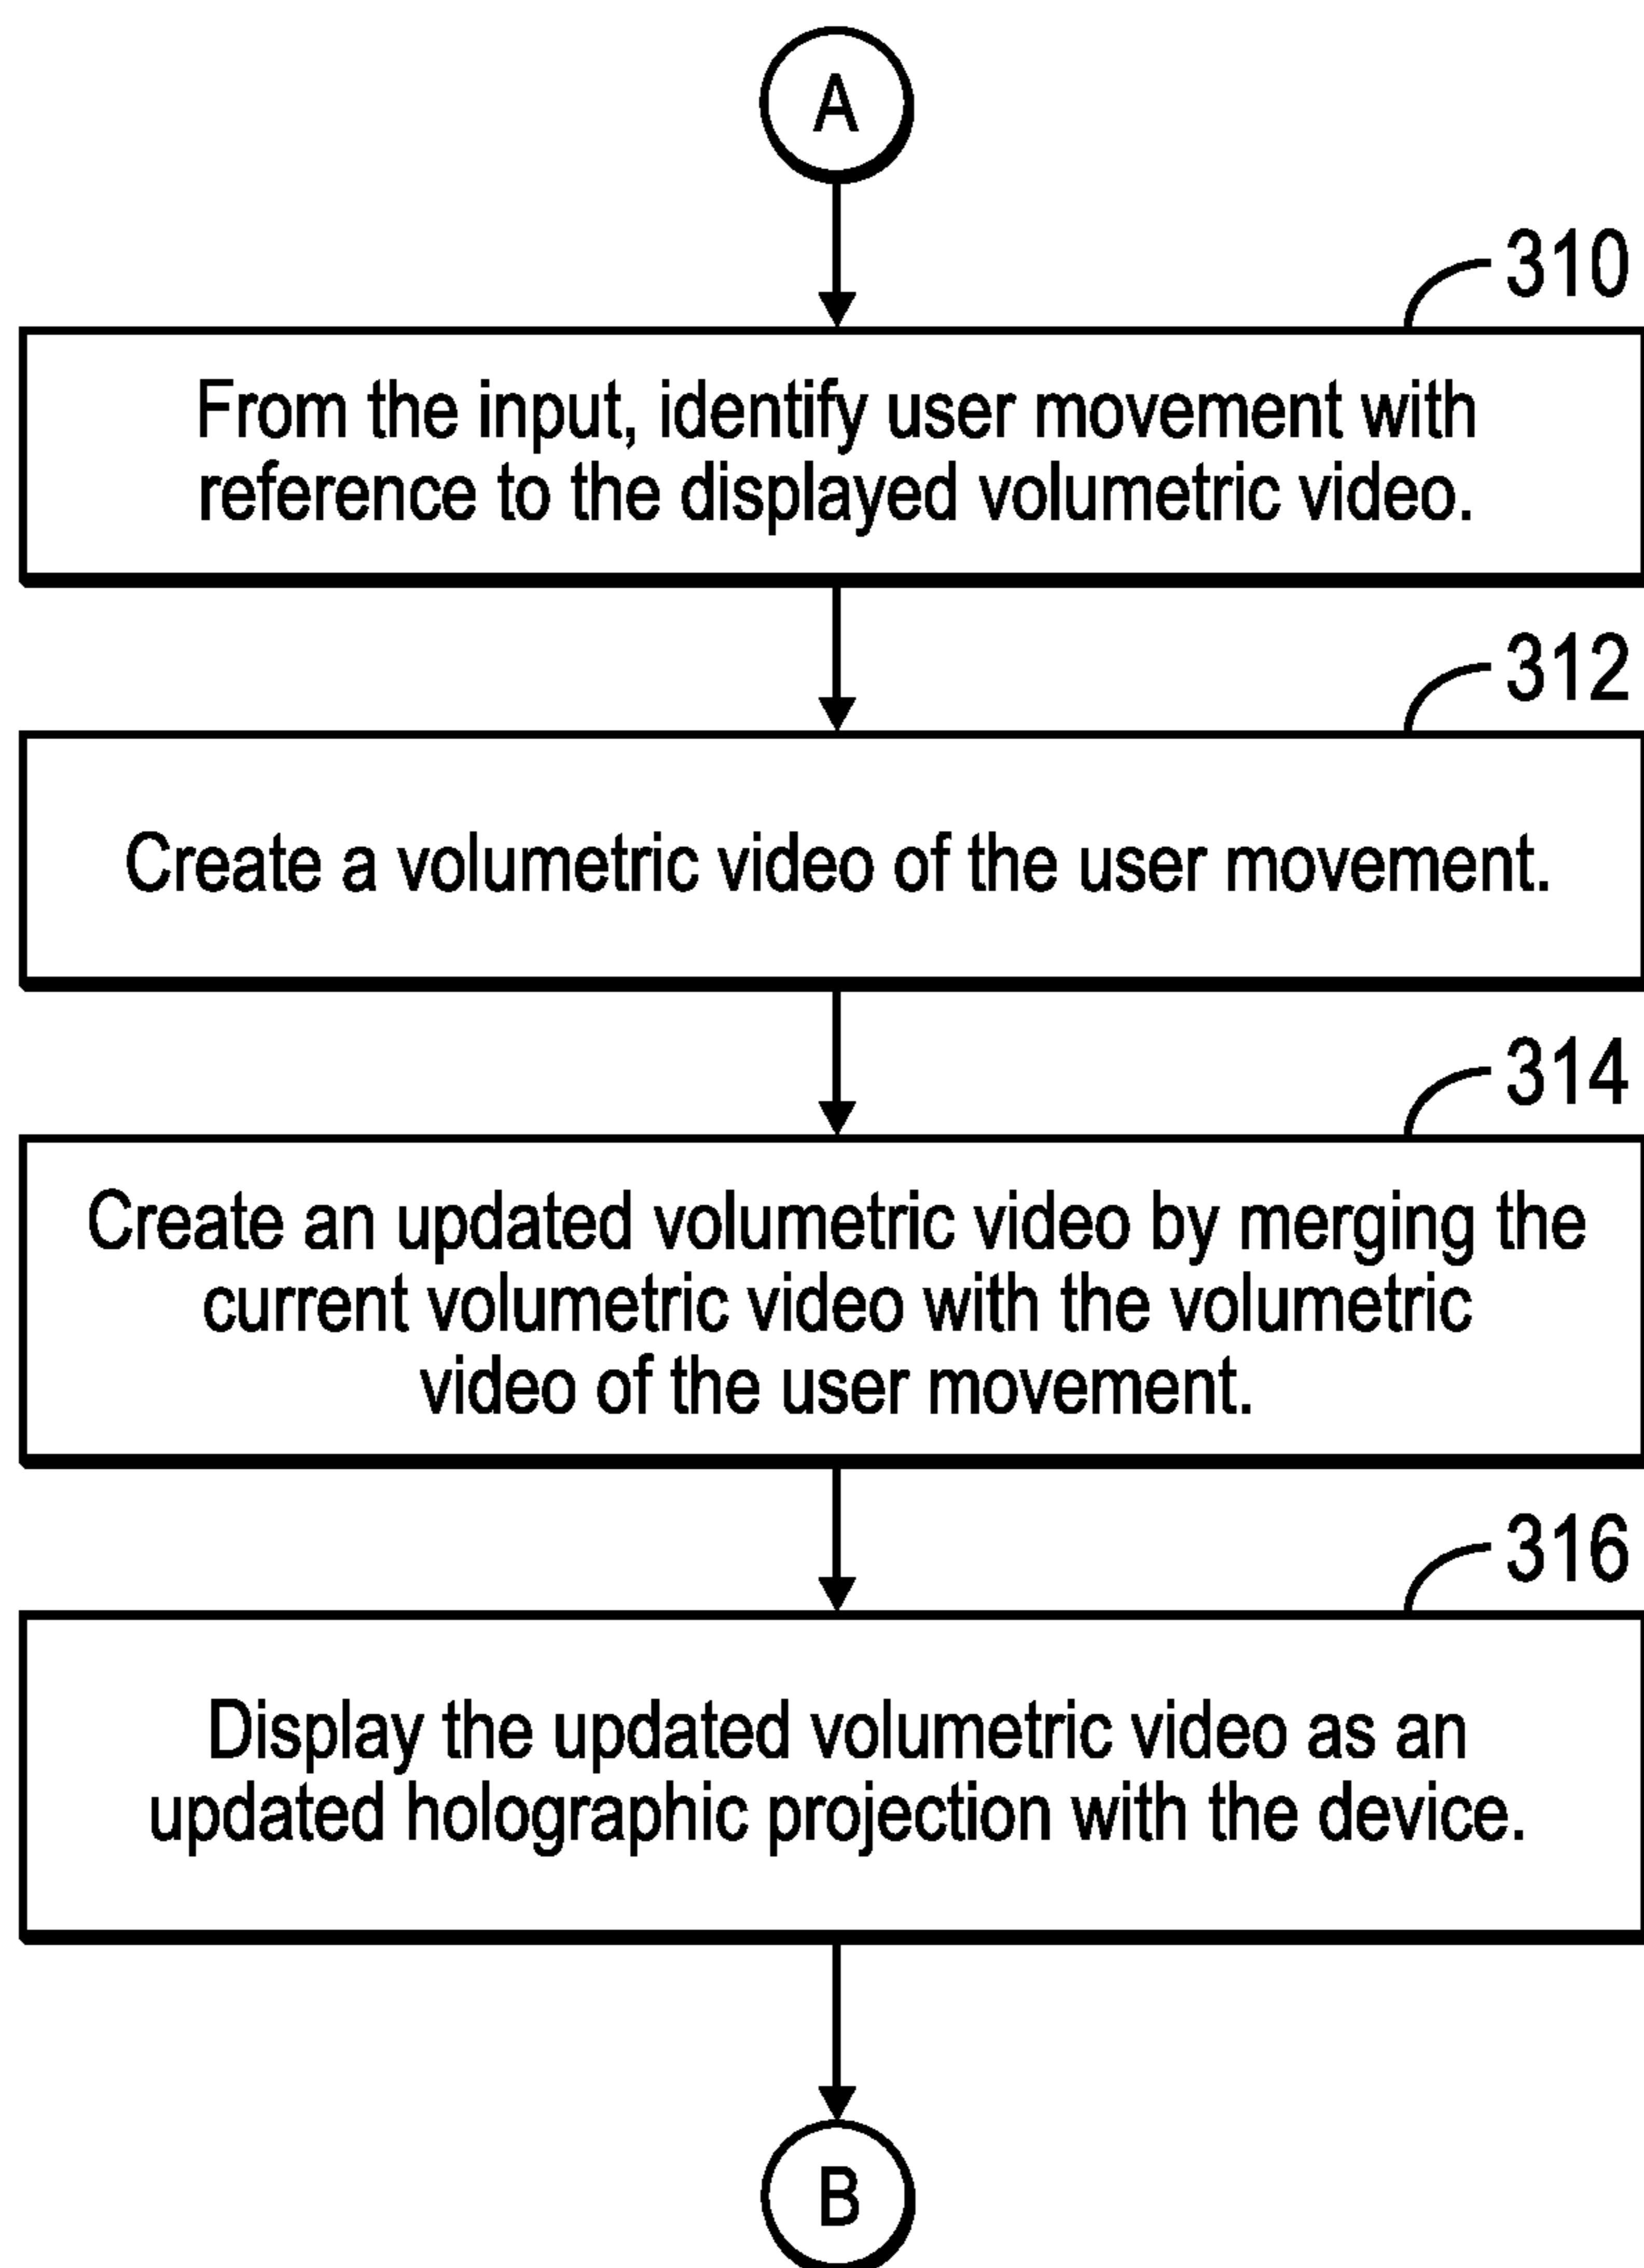 A
310
From the input, identify user movement with
reference to the displayed volumetric video.
312
Create a volumetric video of the user movement.
314
Create an updated volumetric video by merging the
current volumetric video with the volumetric
video of the user movement.
316
Display the updated volumetric video as an
updated holographic projection with the device.
B